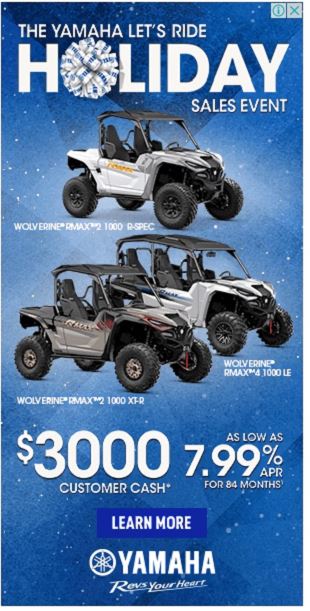 THE YAMAHA LET'S RIDE
HOLIDAY
SALES EVENT
WOLVERINE® RMAX™2 1000 R-SPEC
WOLVERINE®
RMAX™4 1000 LE
WOLVERINE® RMAX™2 1000 XT-R
$3000
CUSTOMER CASH*
AS LOW AS
7.99%
APR
FOR 84 MONTHS¹
LEARN MORE
YAMAHA
Revs Your Heart